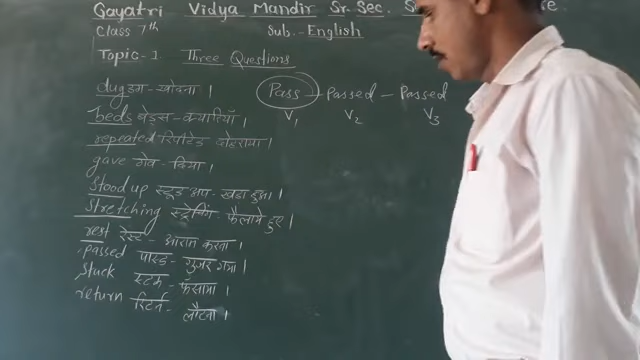 Gayatri Vidya Mandir Sr. Sec.
Class 7th Sub. - English
Topic - 1. Three Questions
dug डग - खोदना।
beds बेड्स - क्यारियाँ।
repeated रिपीटेड दोहराया।
gave गेव - दिया।
Stood up स्टूड अप - खड़ा हुआ।
Stretching स्ट्रेचिंग - फैलाते हुए।
rest रेस्ट - आराम करना।
passed पास्ड - गुजर गया।
stuck स्टक - फँसाया।
return रिटर्न - लौटना।
Pass - Passed - Passed
V1 V2 V3